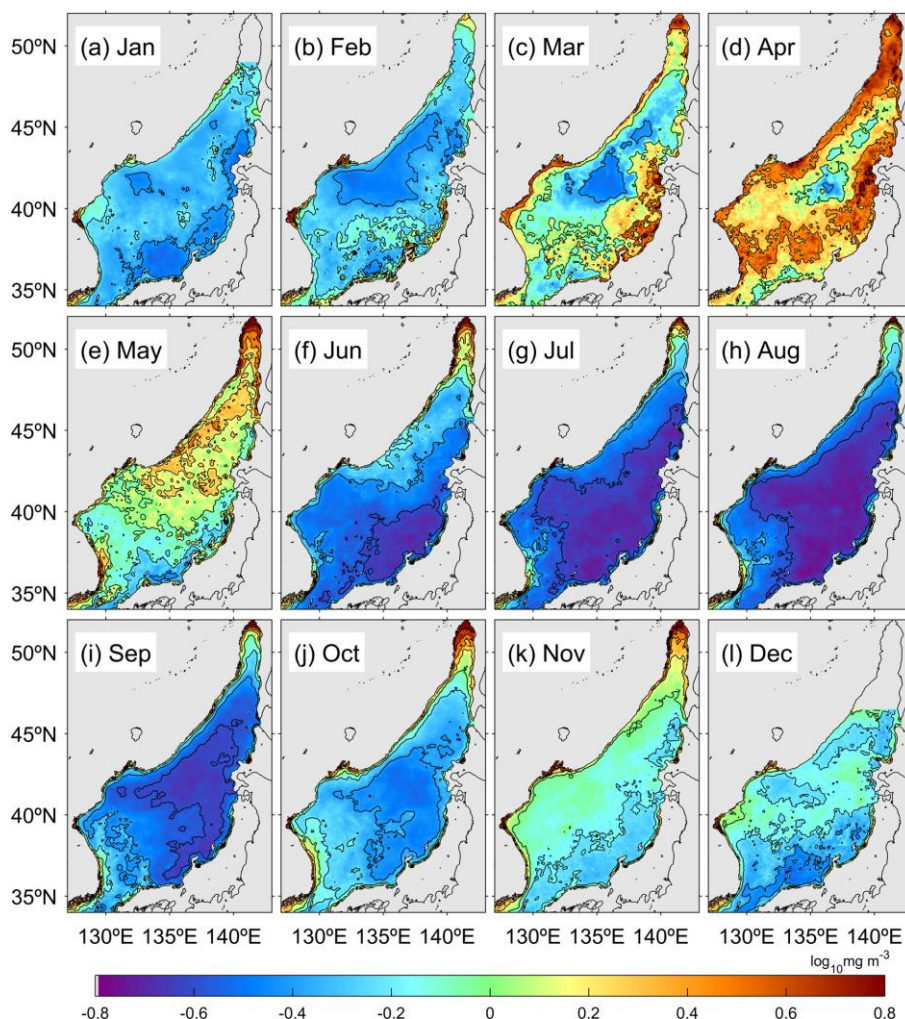 50ºN (a) Jan (b) Feb (c) Mar (d) Apr
45ºN
40ºN
35ºN
50ºN (e) May (f) Jun (g) Jul (h) Aug
45ºN
40ºN
35ºN
50ºN (i) Sep (j) Oct (k) Nov (l) Dec
45ºN
40ºN
35ºN
130ºE 135ºE 140ºE 130ºE 135ºE 140ºE 130ºE 135ºE 140ºE 130ºE 135ºE 140ºE
log₁₀mg m⁻³
-0.8 -0.6 -0.4 -0.2 0 0.2 0.4 0.6 0.8